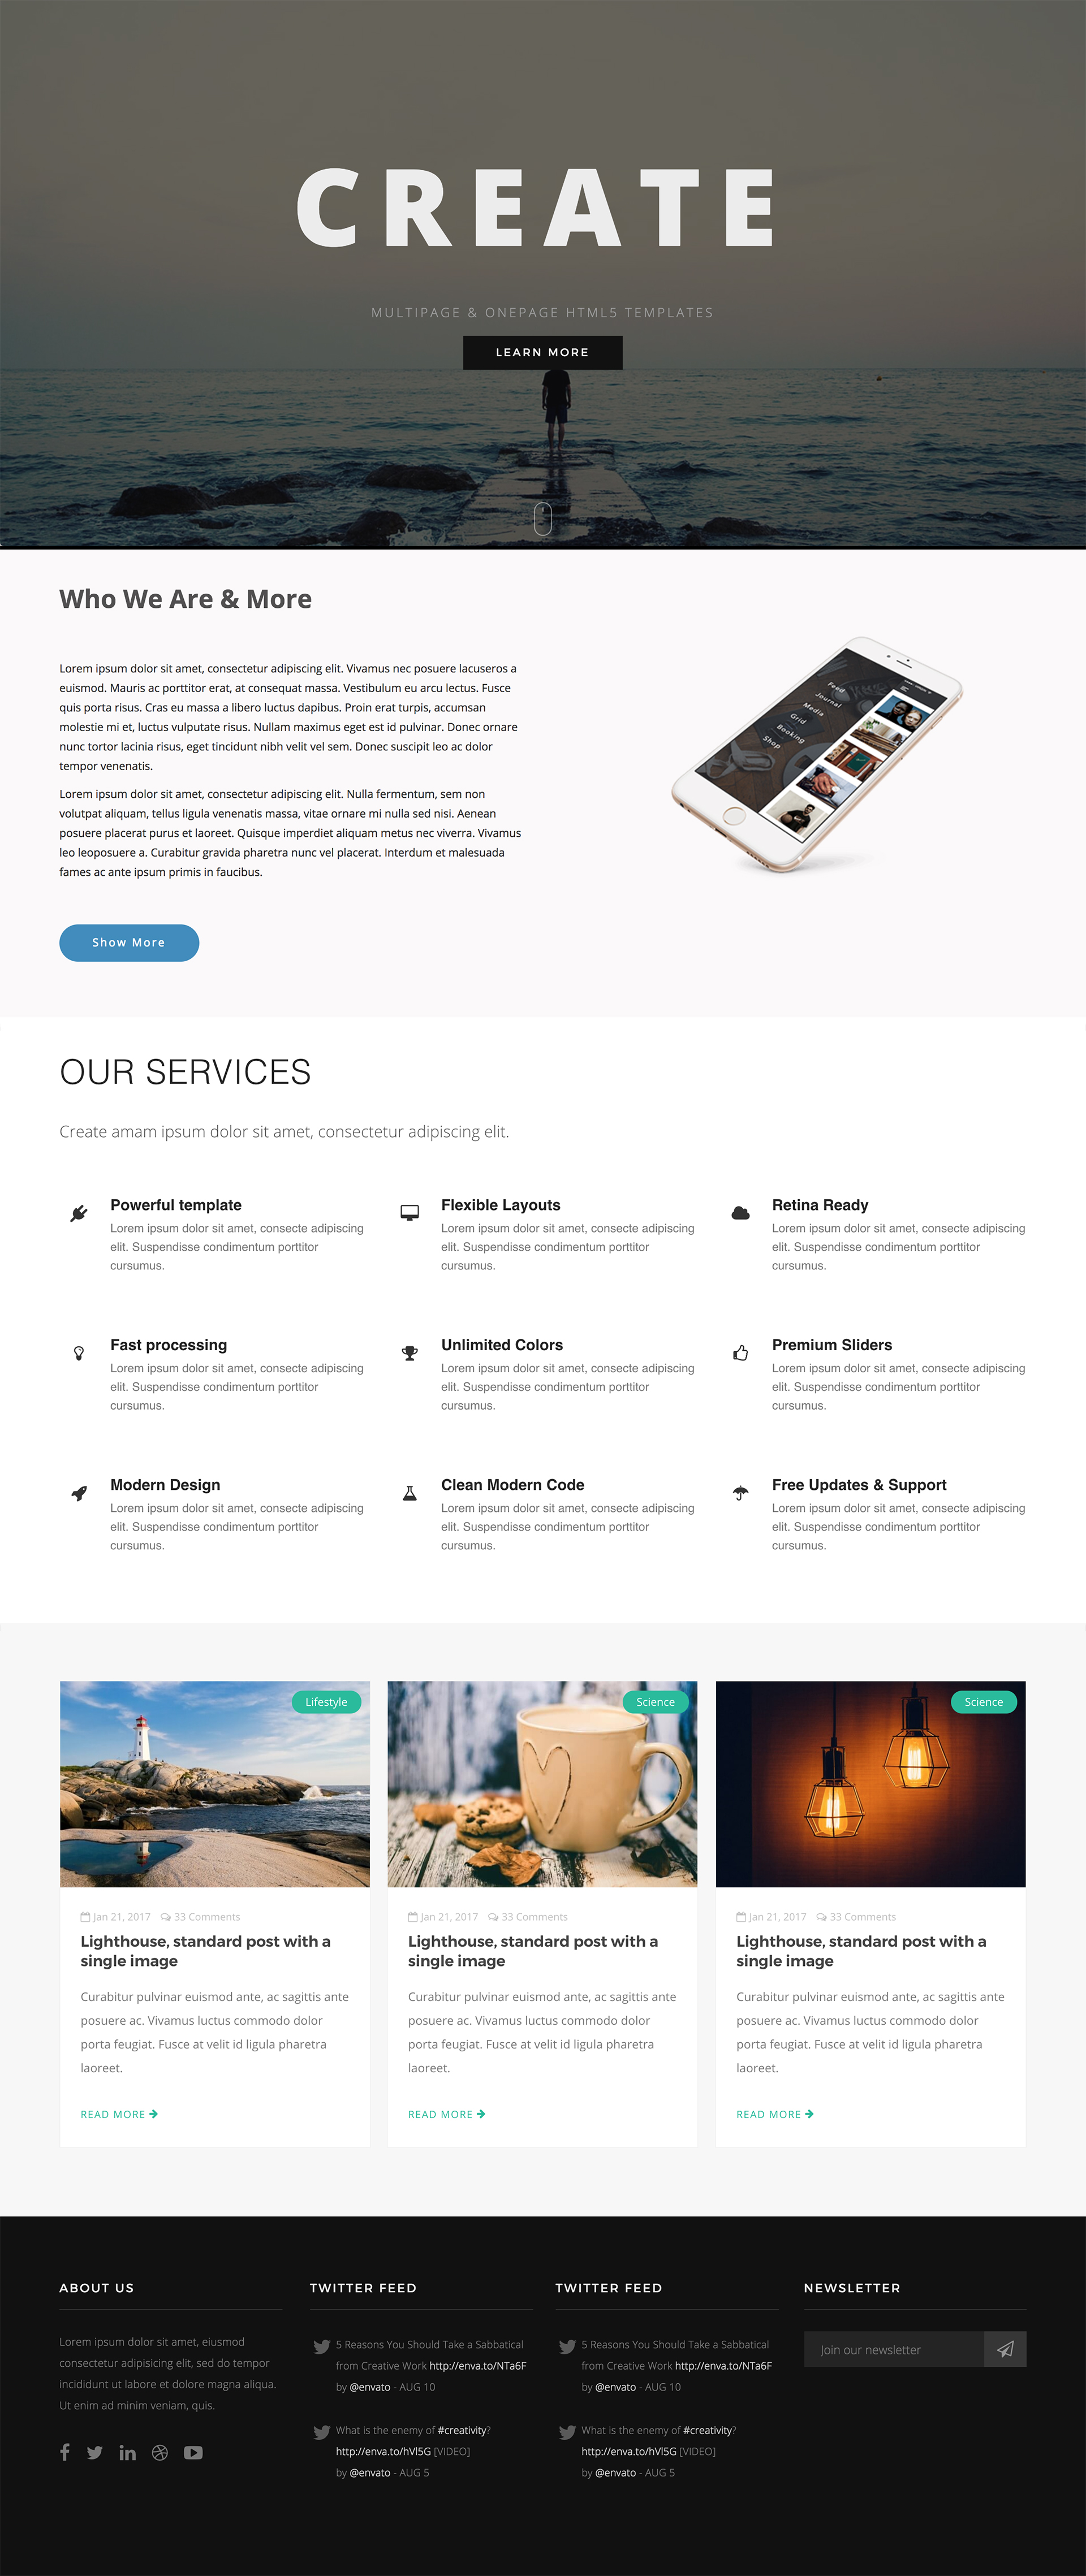 CREATE
MULTIPAGE & ONEPAGE HTML5 TEMPLATES
LEARN MORE
Who We Are & More
Lorem ipsum dolor sit amet, consectetur adipiscing elit. Vivamus nec posuere lacuseros a
euismod. Mauris ac porttitor erat, at consequat massa. Vestibulum eu arcu lectus. Fusce
quis porta risus. Cras eu massa a libero luctus dapibus. Proin erat turpis, accumsan
molestie mi et, luctus vulputate risus. Nullam maximus eget est id pulvinar. Donec ornare
nunc tortor lacinia risus, eget tincidunt nibh velit vel sem. Donec suscipit leo ac dolor
tempor venenatis.
Lorem ipsum dolor sit amet, consectetur adipiscing elit. Nulla fermentum, sem non
volutpat aliquam, tellus ligula venenatis massa, vitae ornare mi nulla sed nisi. Aenean
posuere placerat purus et laoreet. Quisque imperdiet aliquam metus nec viverra. Vivamus
leo leoposuere a. Curabitur gravida pharetra nunc vel placerat. Interdum et malesuada
fames ac ante ipsum primis in faucibus.
Show More
Feed
Journal
Media
Grid
Booking
Shop
OUR SERVICES
Create amam ipsum dolor sit amet, consectetur adipiscing elit.
Powerful template
Lorem ipsum dolor sit amet, consecte adipiscing
elit. Suspendisse condimentum porttitor
cursumus.
Flexible Layouts
Lorem ipsum dolor sit amet, consecte adipiscing
elit. Suspendisse condimentum porttitor
cursumus.
Retina Ready
Lorem ipsum dolor sit amet, consecte adipiscing
elit. Suspendisse condimentum porttitor
cursumus.
Fast processing
Lorem ipsum dolor sit amet, consecte adipiscing
elit. Suspendisse condimentum porttitor
cursumus.
Unlimited Colors
Lorem ipsum dolor sit amet, consecte adipiscing
elit. Suspendisse condimentum porttitor
cursumus.
Premium Sliders
Lorem ipsum dolor sit amet, consecte adipiscing
elit. Suspendisse condimentum porttitor
cursumus.
Modern Design
Lorem ipsum dolor sit amet, consecte adipiscing
elit. Suspendisse condimentum porttitor
cursumus.
Clean Modern Code
Lorem ipsum dolor sit amet, consecte adipiscing
elit. Suspendisse condimentum porttitor
cursumus.
Free Updates & Support
Lorem ipsum dolor sit amet, consecte adipiscing
elit. Suspendisse condimentum porttitor
cursumus.
Lifestyle
Jan 21, 2017 33 Comments
Lighthouse, standard post with a
single image
Curabitur pulvinar euismod ante, ac sagittis ante
posuere ac. Vivamus luctus commodo dolor
porta feugiat. Fusce at velit id ligula pharetra
laoreet.
READ MORE
Science
Jan 21, 2017 33 Comments
Lighthouse, standard post with a
single image
Curabitur pulvinar euismod ante, ac sagittis ante
posuere ac. Vivamus luctus commodo dolor
porta feugiat. Fusce at velit id ligula pharetra
laoreet.
READ MORE
Science
Jan 21, 2017 33 Comments
Lighthouse, standard post with a
single image
Curabitur pulvinar euismod ante, ac sagittis ante
posuere ac. Vivamus luctus commodo dolor
porta feugiat. Fusce at velit id ligula pharetra
laoreet.
READ MORE
ABOUT US
Lorem ipsum dolor sit amet, eiusmod
consectetur adipisicing elit, sed do tempor
incididunt ut labore et dolore magna aliqua.
Ut enim ad minim veniam, quis.
TWITTER FEED
5 Reasons You Should Take a Sabbatical
from Creative Work http://enva.to/NTa6F
by @envato - AUG 10
What is the enemy of #creativity?
http://enva.to/hVl5G [VIDEO]
by @envato - AUG 5
TWITTER FEED
5 Reasons You Should Take a Sabbatical
from Creative Work http://enva.to/NTa6F
by @envato - AUG 10
What is the enemy of #creativity?
http://enva.to/hVl5G [VIDEO]
by @envato - AUG 5
NEWSLETTER
Join our newsletter